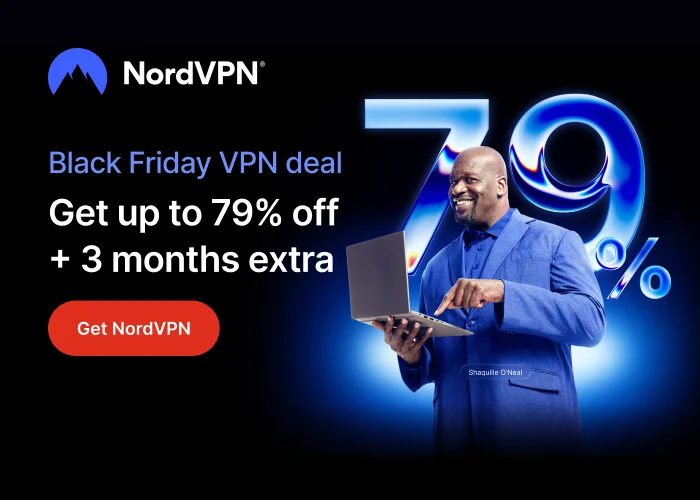 NordVPN®
Black Friday VPN deal
Get up to 79% off
+ 3 months extra
Get NordVPN
79%
Shaquille O'Neal